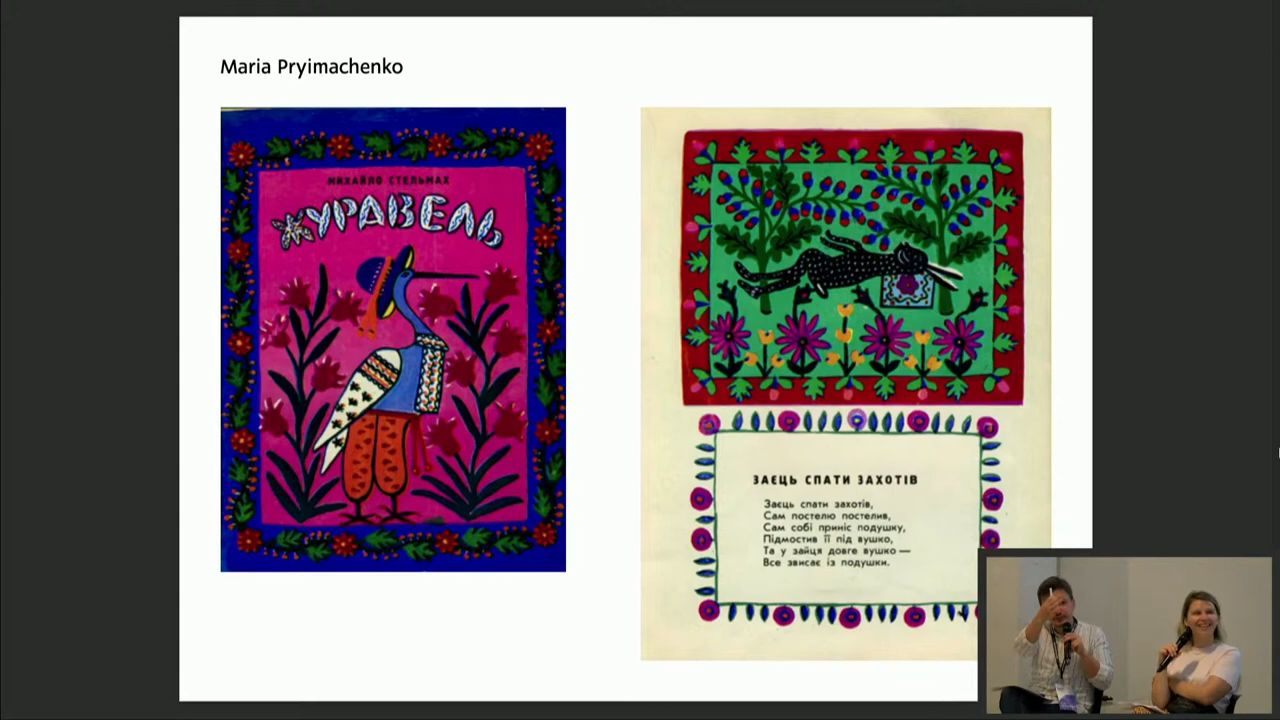 Maria Pryimachenko
МИХАЙЛО СТЕЛЬМАХ
ЖУРАВЕЛЬ
ЗАЄЦЬ СПАТИ ЗАХОТІВ
Заєць спати захотів,
Сам постелю постелив,
Сам собі приніс подушку,
Підмостив її під вушко,
Та у зайця довге вушко —
Все звисає із подушки.